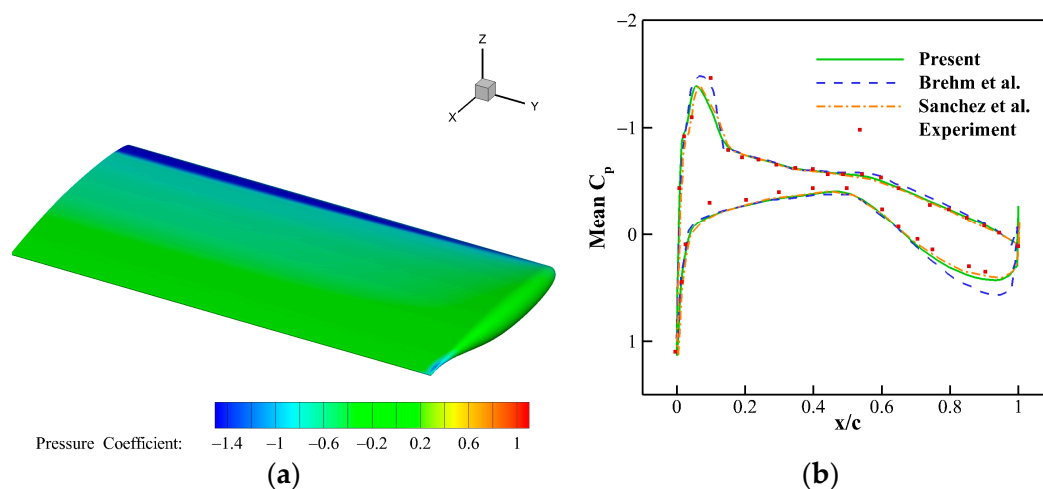 Z
Y
X
Pressure Coefficient:
−1.4 −1 −0.6 −0.2 0.2 0.6 1
(a)
−2
−1
0
1
Mean Cp
Present
Brehm et al.
Sanchez et al.
Experiment
0 0.2 0.4 0.6 0.8 1
x/c
(b)